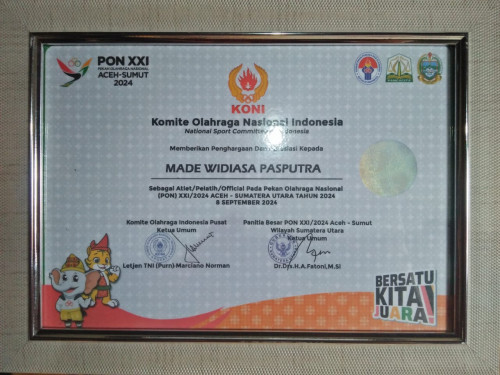 PON XXI
PEKAN OLAHRAGA NASIONAL
ACEH-SUMUT
2024
KONI
Komite Olahraga Nasional Indonesia
National Sport Committee
Memberikan Penghargaan Dan Kepada
MADE WIDIASA PASPUTRA
Sebagai Atlet/Pelatih/Official Pada Pekan Olahraga Nasional
(PON) XXI/2024 ACEH - SUMATERA UTARA TAHUN 2024
8 SEPTEMBER 2024
Komite Olahraga Indonesia Pusat
Ketua Umum
Letjen TNI (Purn) Marciano Norman
Panitia Besar PON XXI/2024 Aceh - Sumut
Wilayah Sumatera Utara
Ketua Umum
Dr.Drs.H.A.Fatoni,M.Si
BERSATU
KITA
JUARA!